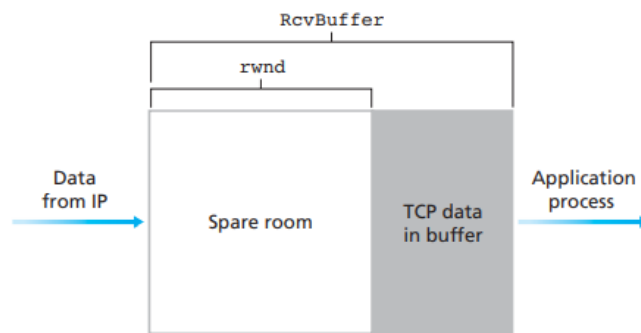 RcvBuffer
rwnd
Data
from IP
Spare room
TCP data
in buffer
Application
process